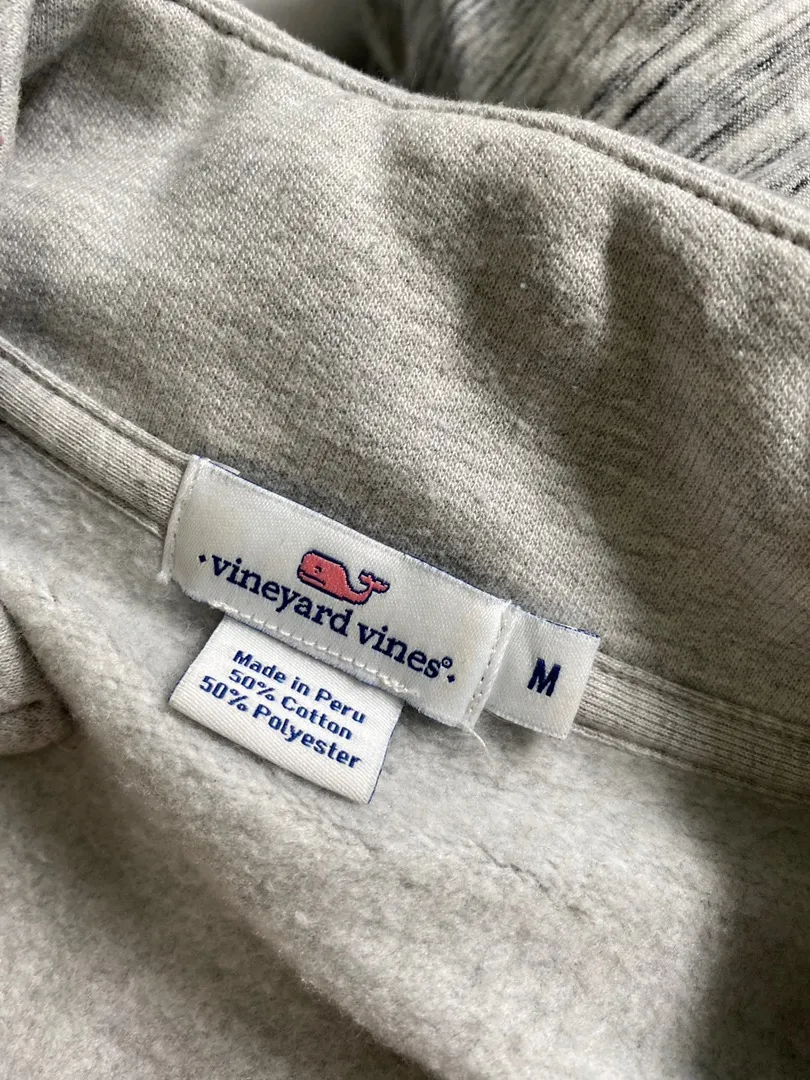 vineyard vines®
M
Made in Peru
50% Cotton
50% Polyester